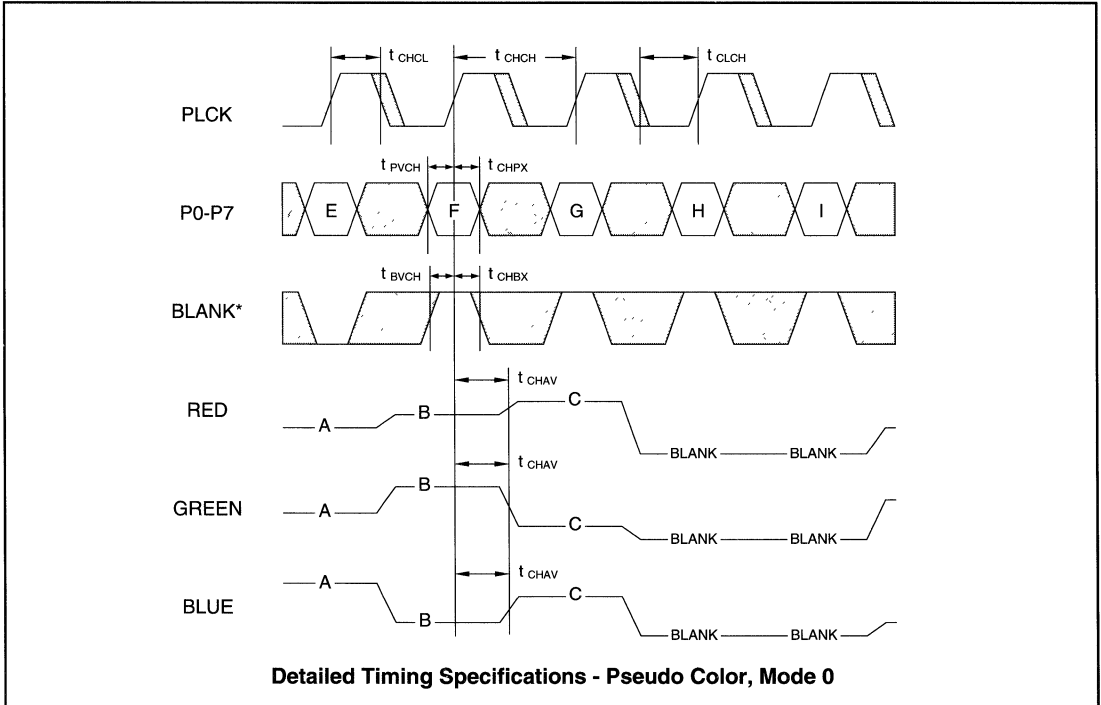 t CHCL t CHCH t CLCH
PLCK
t PVCH t CHPX
P0-P7 E F G H I
t BVCH t CHBX
BLANK*
t CHAV
RED A B C BLANK BLANK
t CHAV
GREEN A B C BLANK BLANK
t CHAV
BLUE A B C BLANK BLANK
Detailed Timing Specifications - Pseudo Color, Mode 0